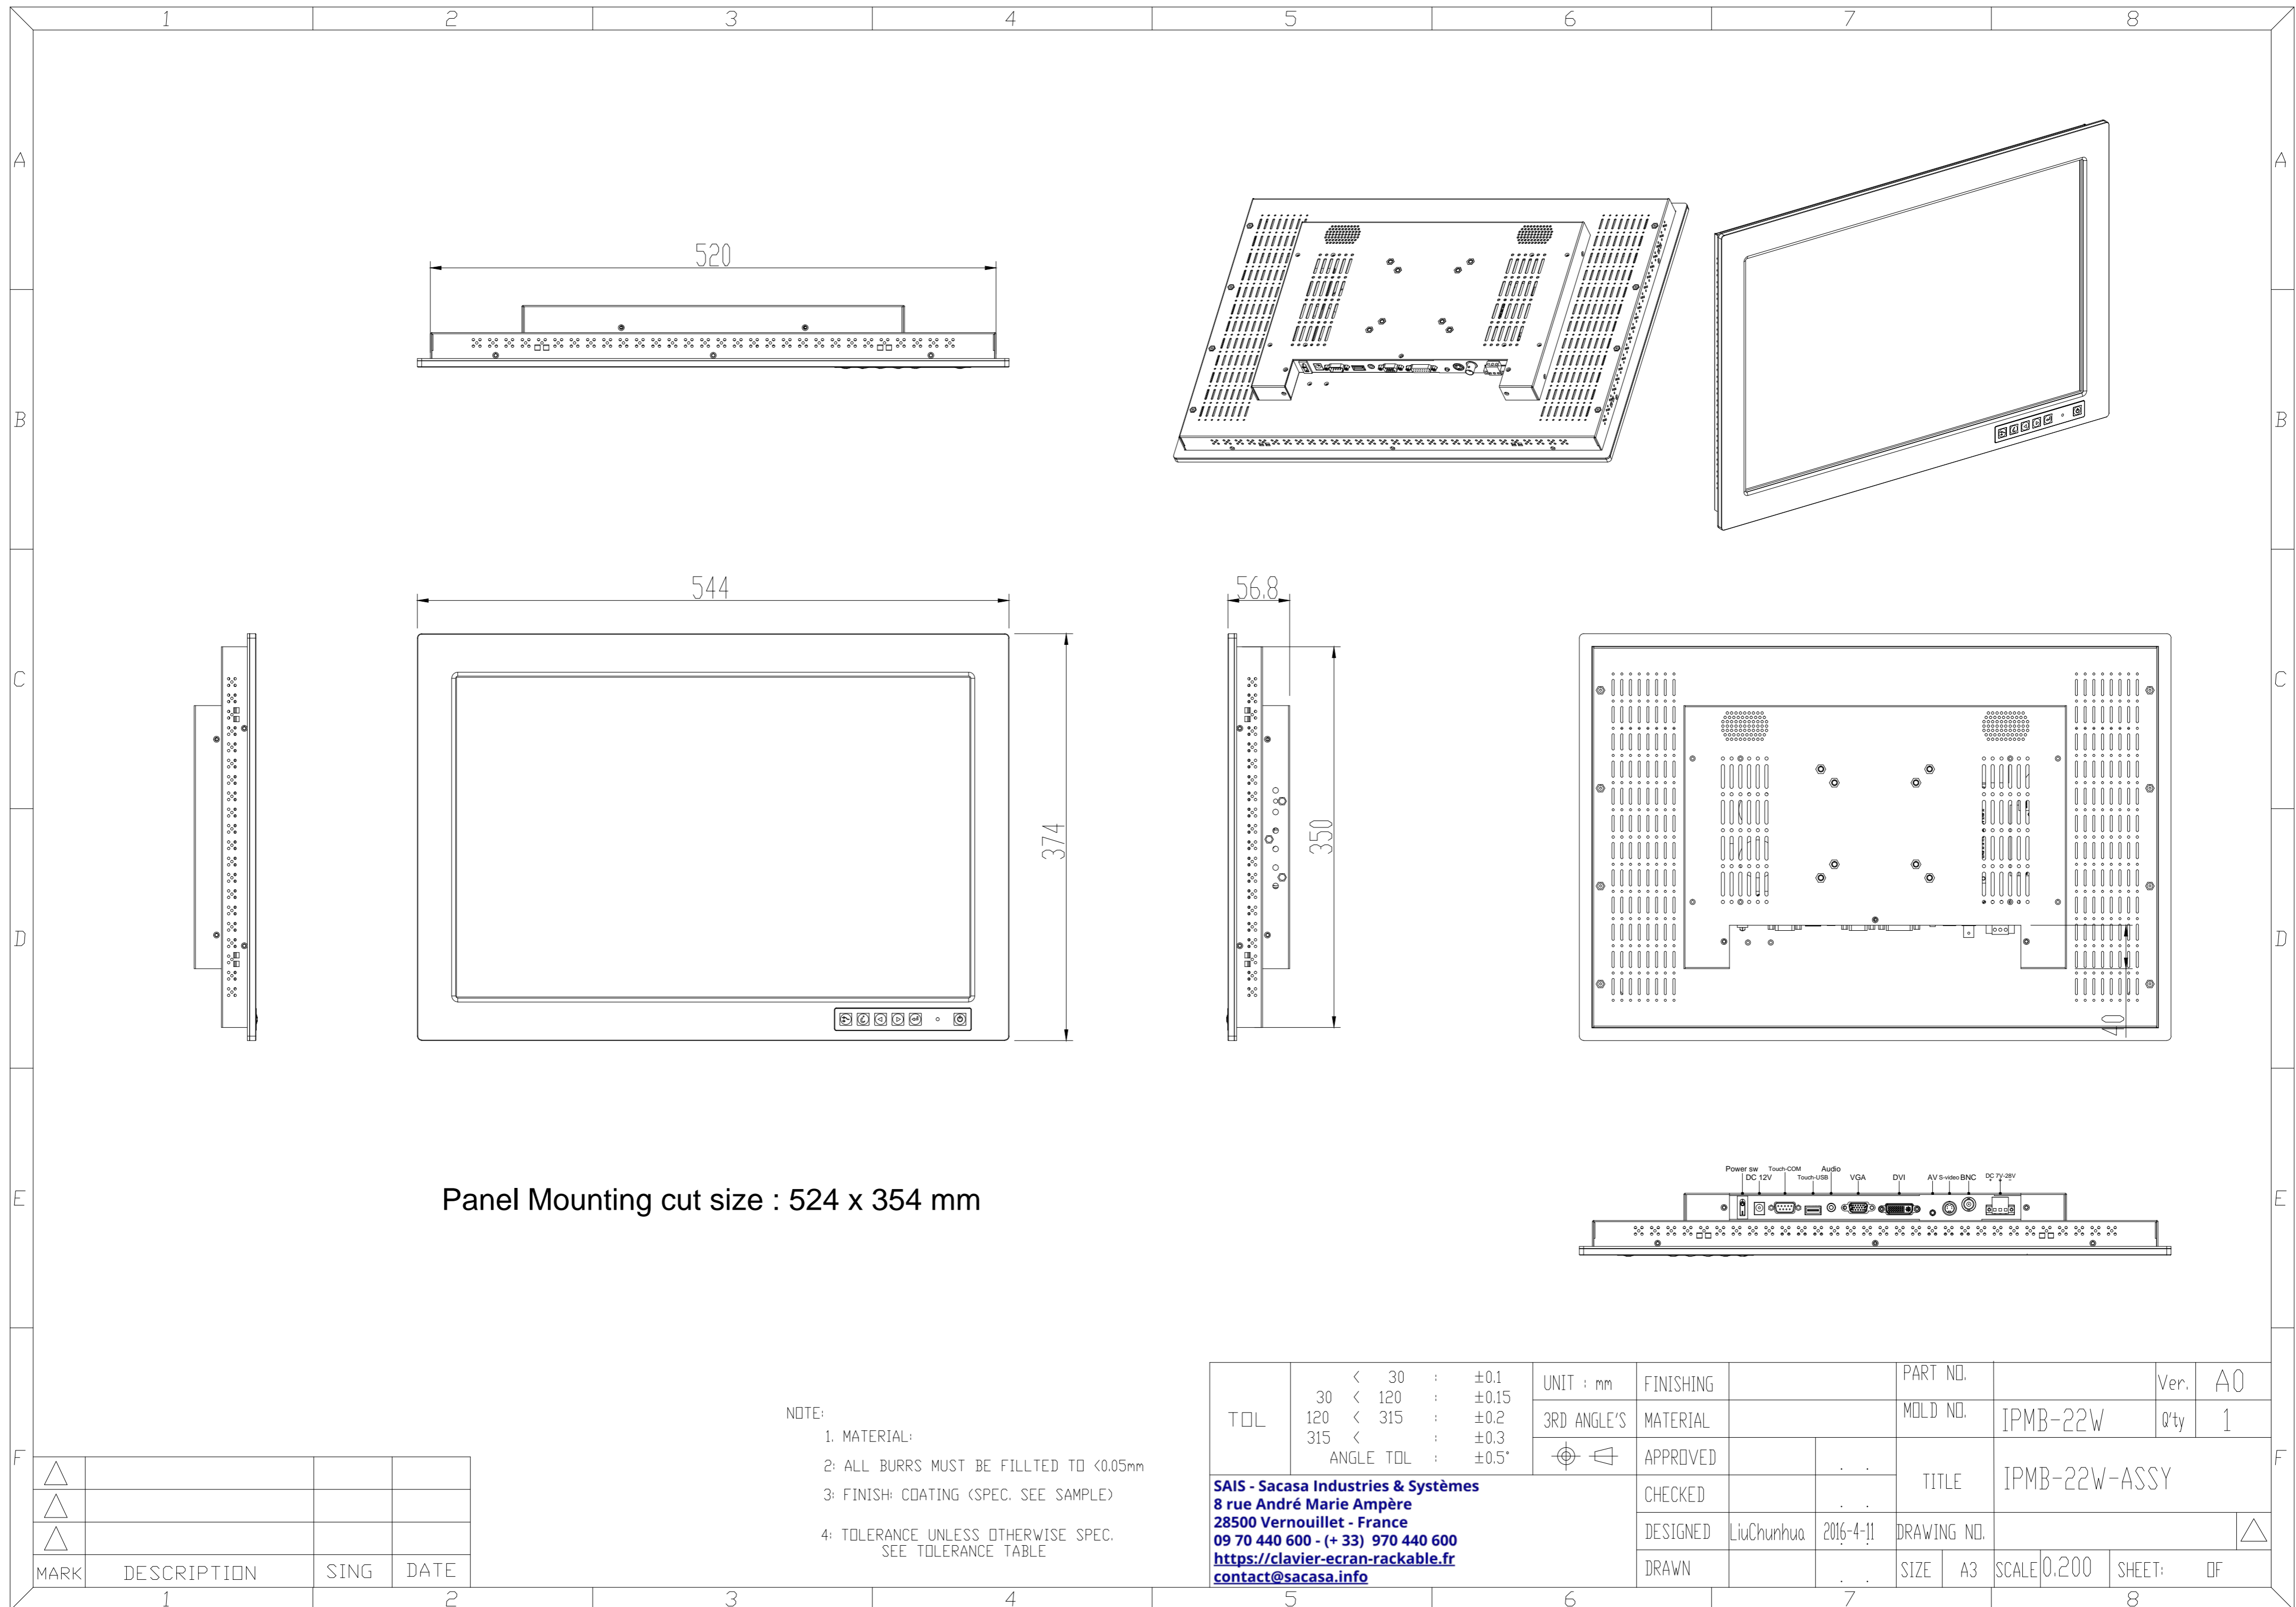 1 2 3 4 5 6 7 8
A A
520
B B
544
56.8
C C
374
350
D D
Power sw Touch-COM Audio
DC 12V Touch-USB VGA DVI AV S-video BNC DC 7V-28V
E E
Panel Mounting cut size : 524 x 354 mm
NOTE:
1. MATERIAL:
2: ALL BURRS MUST BE FILLTED TO <0.05mm
3: FINISH: COATING (SPEC. SEE SAMPLE)
4: TOLERANCE UNLESS OTHERWISE SPEC.
SEE TOLERANCE TABLE
F F
MARK DESCRIPTION SING DATE
TOL
< 30 : ±0.1
30 < 120 : ±0.15
120 < 315 : ±0.2
315 < : ±0.3
ANGLE TOL : ±0.5°
UNIT : mm
3RD ANGLE'S
SAIS - Sacasa Industries & Systèmes
8 rue André Marie Ampère
28500 Vernouillet - France
09 70 440 600 - (+ 33) 970 440 600
https://clavier-ecran-rackable.fr
contact@sacasa.info
FINISHING PART NO. Ver. A0
MATERIAL MOLD NO. IPMB-22W Q'ty 1
APPROVED . .
TITLE IPMB-22W-ASSY
CHECKED . .
DESIGNED LiuChunhua 2016-4-11 DRAWING NO.
DRAWN . . SIZE A3 SCALE 0.200 SHEET: OF
1 2 3 4 5 6 7 8